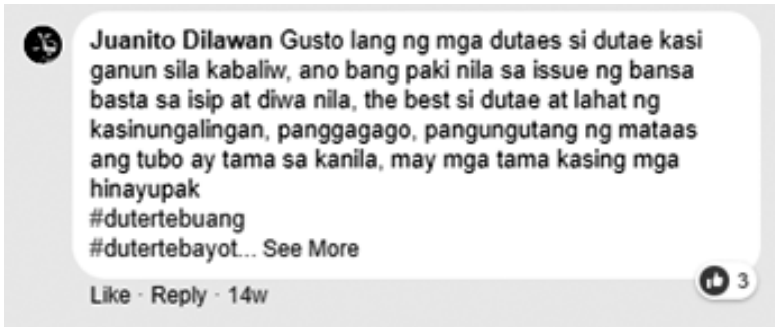 Juanito Dilawan Gusto lang ng mga dutaes si dutae kasi
ganun sila kabaliw, ano bang paki nila sa issue ng bansa
basta sa isip at diwa nila, the best si dutae at lahat ng
kasinungalingan, panggagago, pangungutang ng mataas
ang tubo ay tama sa kanila, may mga tama kasing mga
hinayupak
#dutertebuang
#dutertebayot... See More
3
Like · Reply · 14w